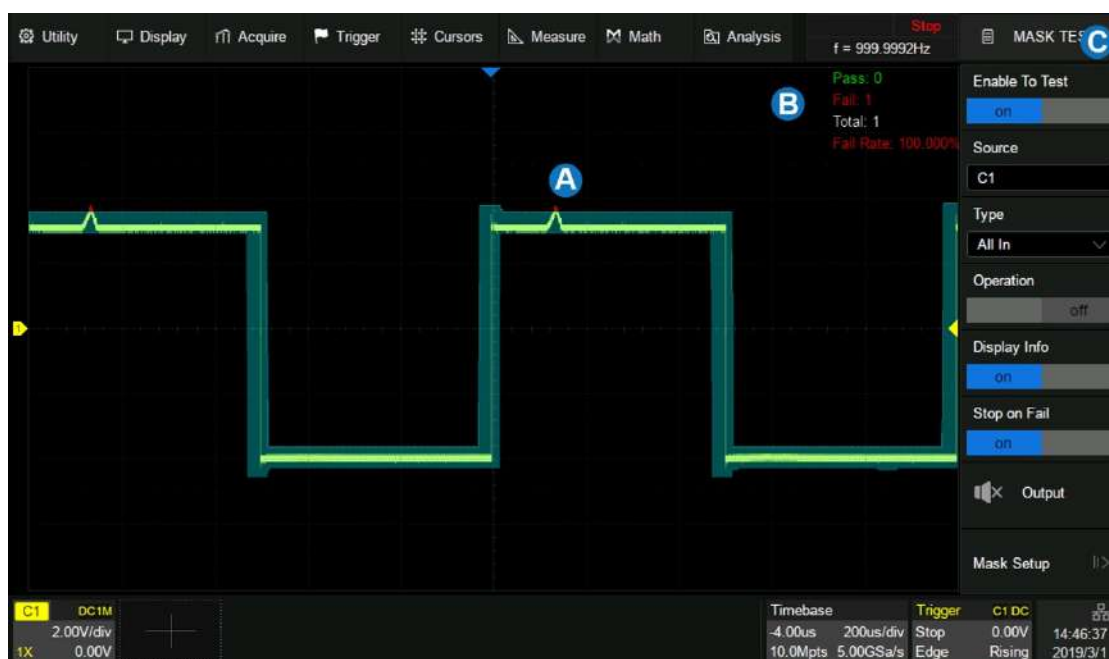 Utility Display Acquire Trigger Cursors Measure Math Analysis
Stop
f = 999.9992Hz
MASK TES
C
Pass: 0
Fail: 1
Total: 1
Fail Rate: 100.000%
B
A
Enable To Test
on
Source
C1
Type
All In
Operation
off
Display Info
on
Stop on Fail
on
Output
Mask Setup
1
C1 DC1M
2.00V/div
1X 0.00V
Timebase
-4.00us 200us/div
10.0Mpts 5.00GSa/s
Trigger C1 DC
Stop 0.00V
Edge Rising
14:46:37
2019/3/1